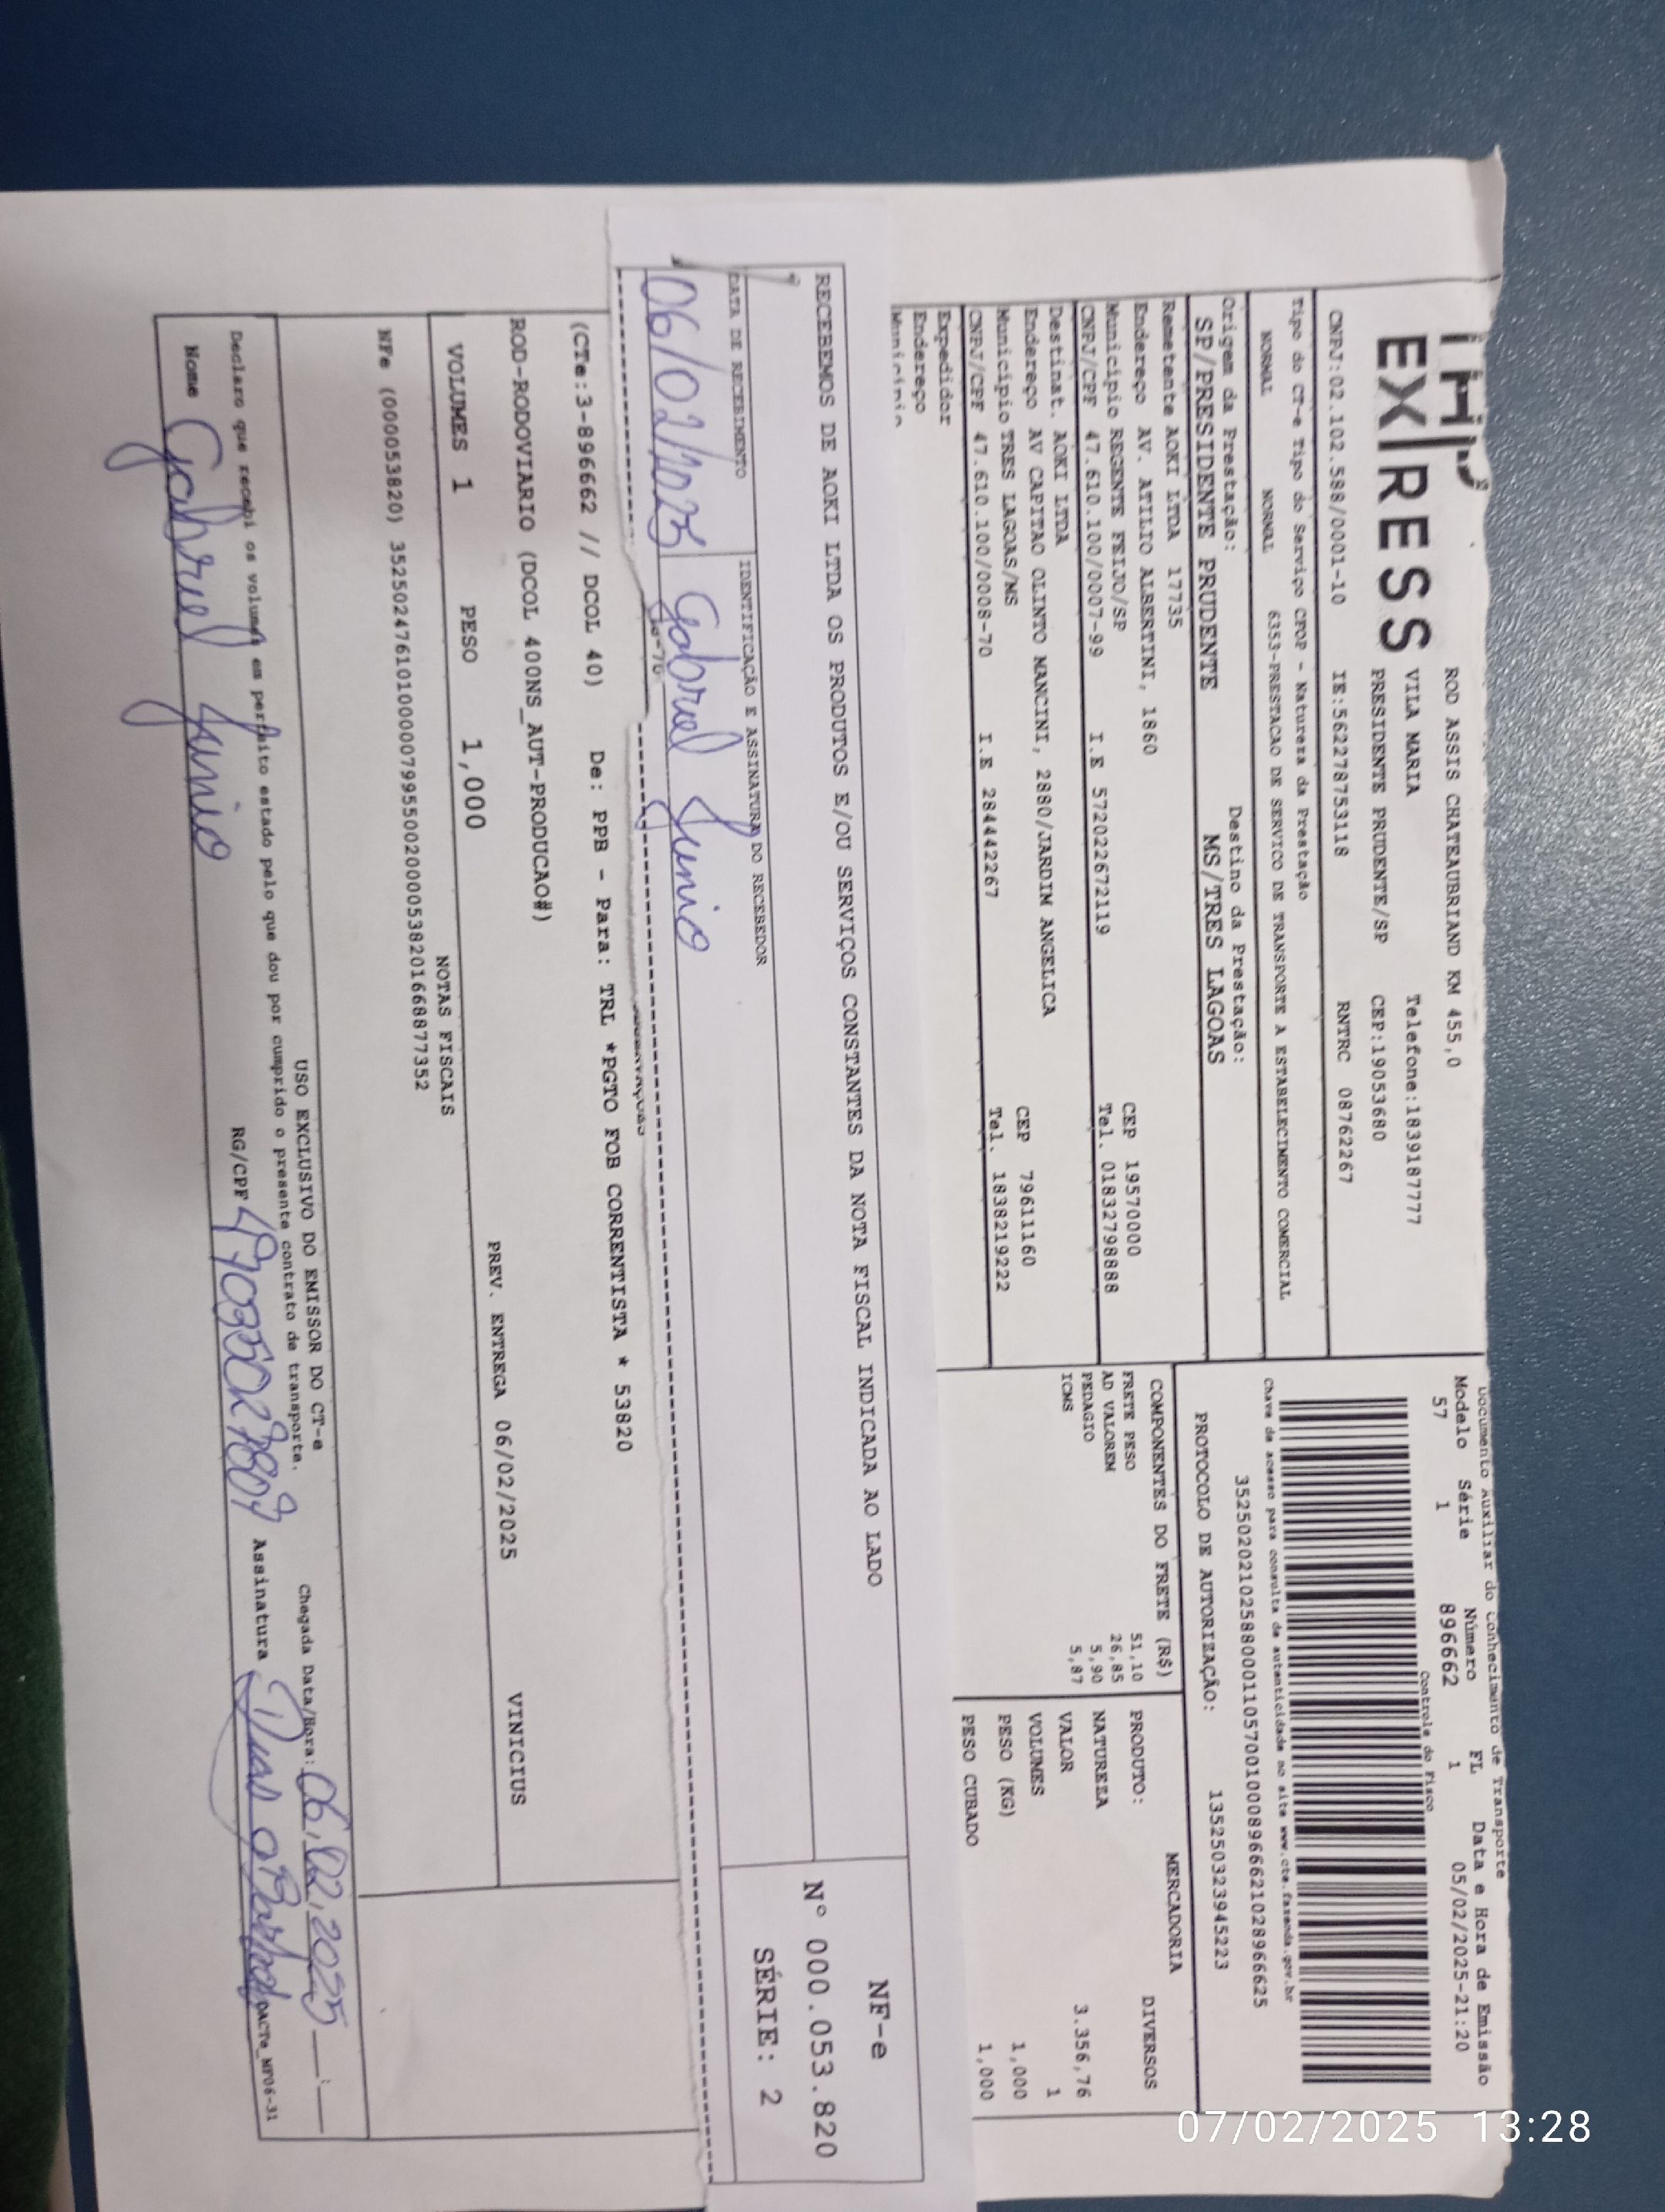 EXPRESS
ROD ASSIS CHATEAUBRIAND KM 455,0
VILA MARIA Telefone:1839187777
PRESIDENTE PRUDENTE/SP CEP:19053680
CNPJ:02.102.588/0001-10 IE:562278753118 RNTRC 08762267
Tipo do CT-e Tipo do Serviço CFOP - Natureza da Prestação
NORMAL NORMAL 6353-PRESTACAO DE SERVICO DE TRANSPORTE A ESTABELECIMENTO COMERCIAL
Origem da Prestação: Destino da Prestação:
SP/PRESIDENTE PRUDENTE MS/TRES LAGOAS
Remetente AOKI LTDA 17735
Endereço AV. ATILIO ALBERTINI, 1860 CEP 19570000
Municipio REGENTE FEIJO/SP Tel. 01832798888
CNPJ/CPF 47.610.100/0007-99 I.E 572022672119
Destinat. AOKI LTDA
Endereço AV CAPITAO OLINTO MANCINI, 2880/JARDIM ANGELICA CEP 79611160
Municipio TRES LAGOAS/MS Tel. 1838219222
CNPJ/CPF 47.610.100/0008-70 I.E 284442267
Expedidor
Endereço
Municipio
Documento Auxiliar do Conhecimento de Transporte
Modelo Série Número FL Data e Hora de Emissão
57 1 896662 1 05/02/2025-21:20
Controle do Fisco
Chave de acesso para consulta de autenticidade no site www.cte.fazenda.gov.br
35250202102588000110570010008966621028966625
PROTOCOLO DE AUTORIZAÇÃO: 135250323945223
COMPONENTES DO FRETE (R$)
FRETE PESO 51,10
AD VALOREM 26,85
PEDAGIO 5,90
ICMS 5,87
MERCADORIA
PRODUTO: DIVERSOS
NATUREZA
VALOR 3.356,76
VOLUMES 1
PESO (KG) 1,000
PESO CUBADO 1,000
RECEBEMOS DE AOKI LTDA OS PRODUTOS E/OU SERVIÇOS CONSTANTES DA NOTA FISCAL INDICADA AO LADO
NF-e
Nº 000.053.820
SÉRIE: 2
DATA DE RECEBIMENTO
IDENTIFICAÇÃO E ASSINATURA DO RECEBEDOR
Gabriel Junio
(CTe:3-896662 // DCOL 40) De: PPB - Para: TRL *PGTO FOB CORRENTISTA * 53820
ROD-RODOVIARIO (DCOL 400NS_AUT-PRODUCAO#)
VOLUMES 1 PESO 1,000 PREV. ENTREGA 06/02/2025 VINICIUS
NOTAS FISCAIS
NFe (000053820) 35250247610100000799550020000538201668877352
USO EXCLUSIVO DO EMISSOR DO CT-e
Declaro que recebi os volumes em perfeito estado pelo que dou por cumprido o presente contrato de transporte.
Chegada Data/Hora: 06.02.2025
Nome Gabriel Junio RG/CPF Assinatura
DACTe_MF06-31
07/02/2025 13:28